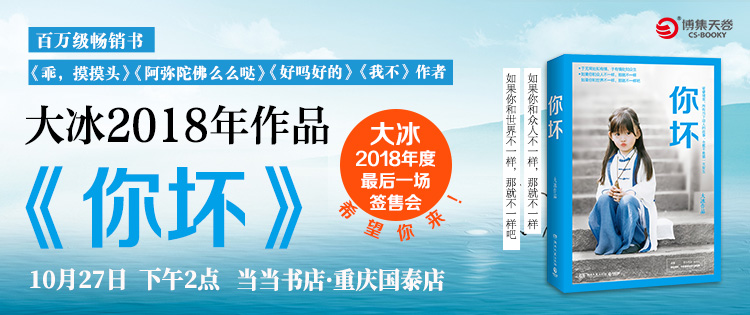 百万级畅销书
《乖，摸摸头》《阿弥陀佛么么哒》《好吗好的》《我不》作者
大冰2018年作品
《你坏》
10月27日 下午2点 当当书店·重庆国泰店
大冰
2018年度
最后一场
签售会
希望你来！
如果你和众人不一样，那就不一样
如果你和世界不一样，那就不一样吧
博集天卷
CS-BOOKY
你坏
大冰作品